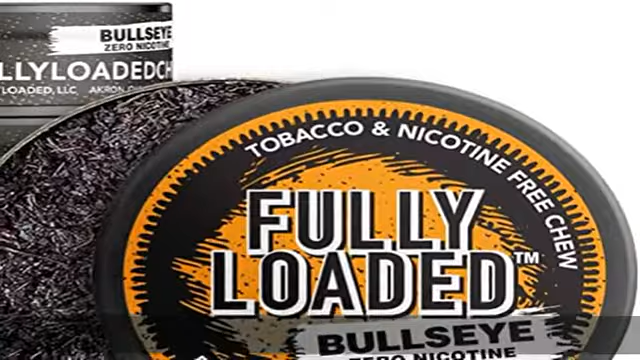 BULLSEYE
ZERO NICOTINE
LLYLOADEDCH
LOADED, LLC
TOBACCO & NICOTINE FREE CHEW
FULLY
LOADED™
BULLSEYE
ZERO NICOTINE